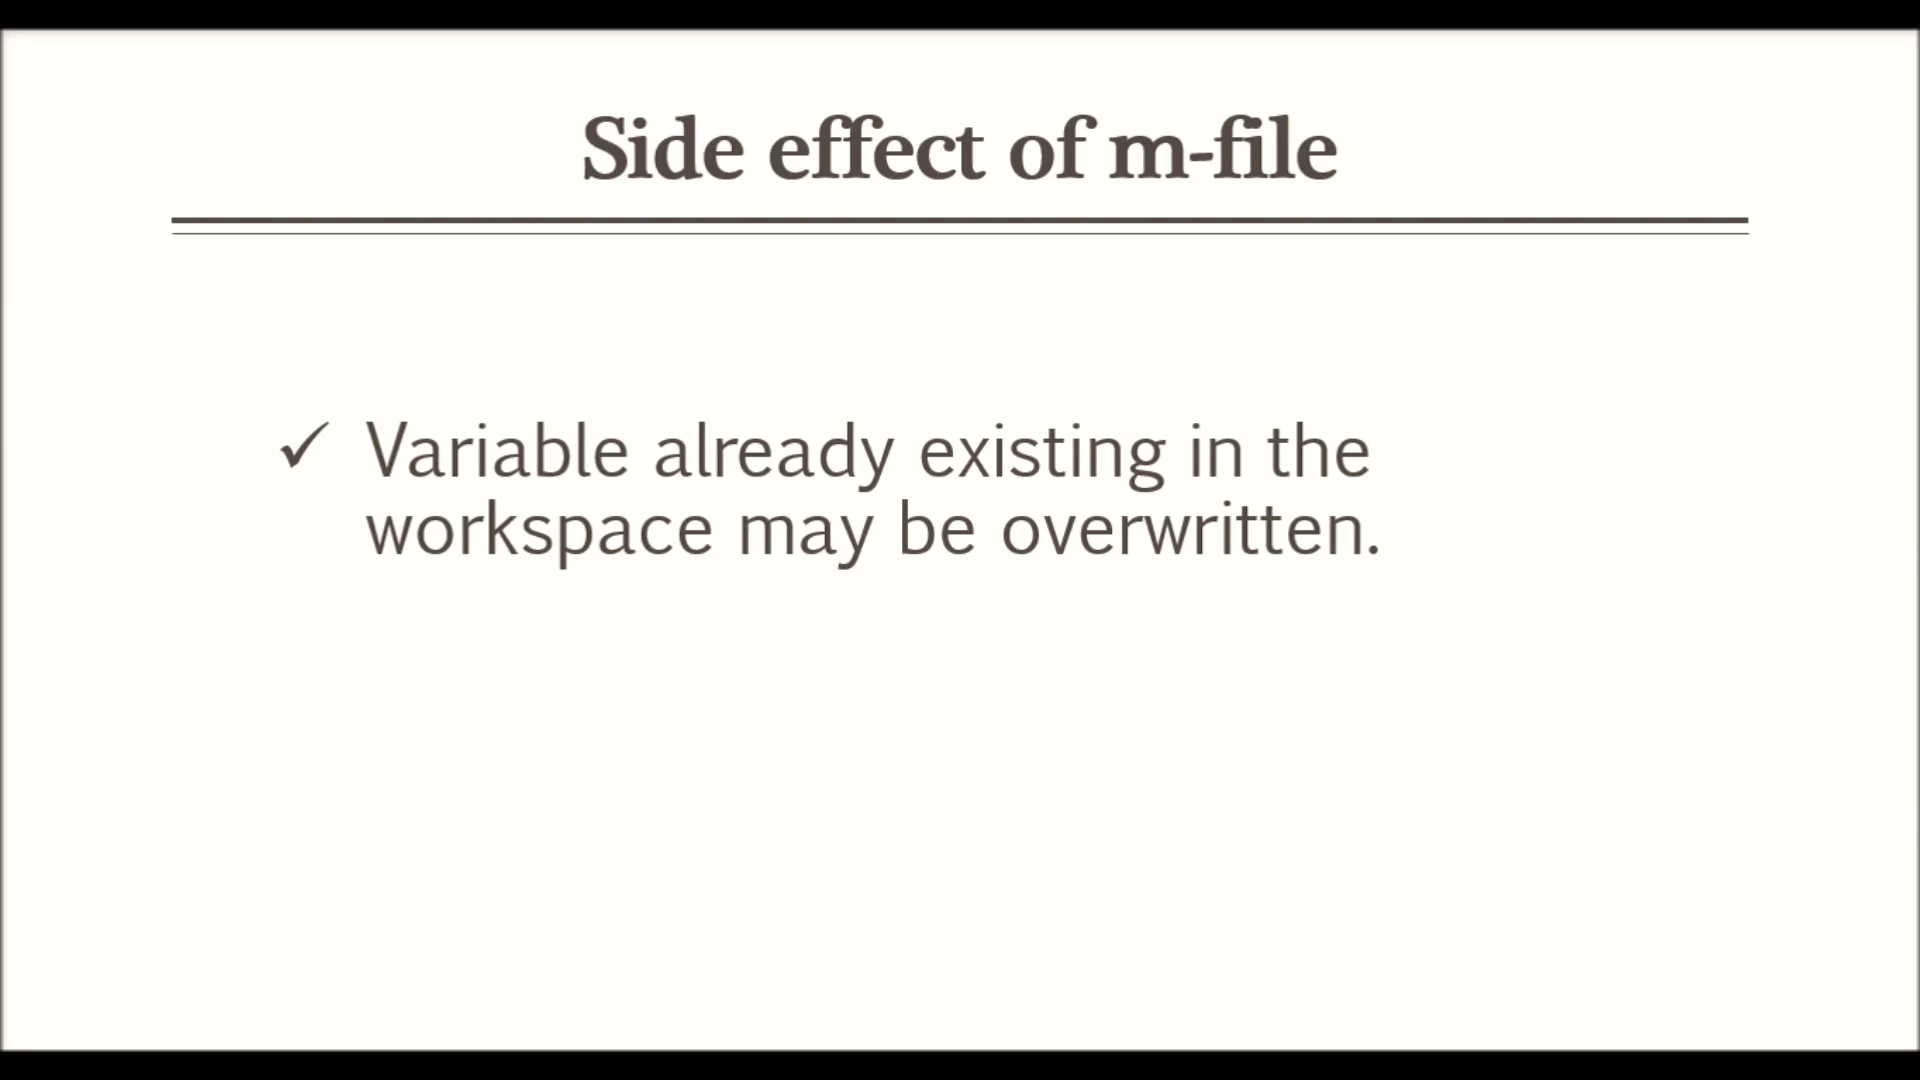 Side effect of m-file
✓ Variable already existing in the
workspace may be overwritten.